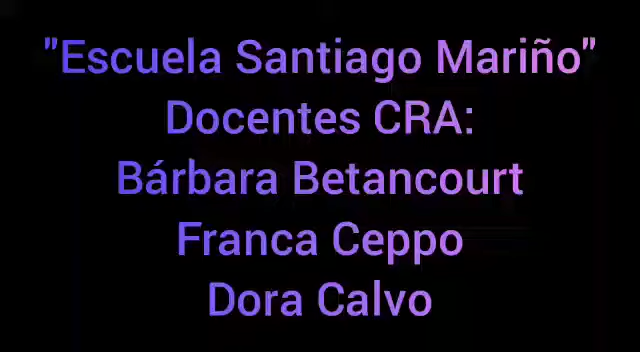 "Escuela Santiago Mariño"
Docentes CRA:
Bárbara Betancourt
Franca Ceppo
Dora Calvo